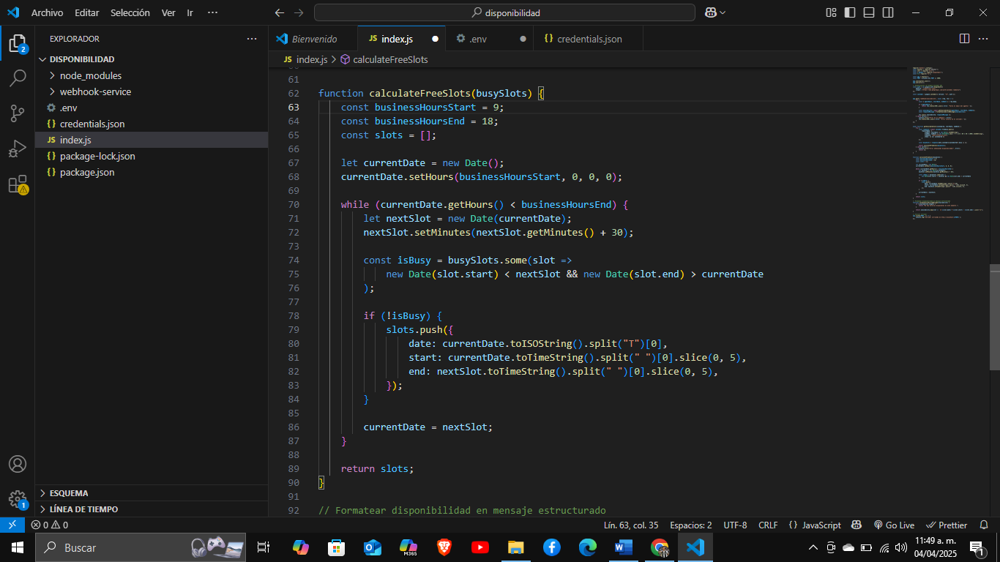 Archivo Editar Selección Ver Ir ···
disponibilidad
EXPLORADOR
Bienvenido
JS index.js
.env
{} credentials.json
DISPONIBILIDAD
JS index.js > calculateFreeSlots
node_modules
webhook-service
.env
{} credentials.json
JS index.js
{} package-lock.json
{} package.json
2
61
62 function calculateFreeSlots(busySlots) {
63 const businessHoursStart = 9;
64 const businessHoursEnd = 18;
65 const slots = [];
66
67 let currentDate = new Date();
68 currentDate.setHours(businessHoursStart, 0, 0, 0);
69
70 while (currentDate.getHours() < businessHoursEnd) {
71 let nextSlot = new Date(currentDate);
72 nextSlot.setMinutes(nextSlot.getMinutes() + 30);
73
74 const isBusy = busySlots.some(slot =>
75 new Date(slot.start) < nextSlot && new Date(slot.end) > currentDate
76 );
77
78 if (!isBusy) {
79 slots.push({
80 date: currentDate.toISOString().split("T")[0],
81 start: currentDate.toTimeString().split(" ")[0].slice(0, 5),
82 end: nextSlot.toTimeString().split(" ")[0].slice(0, 5),
83 });
84 }
85
86 currentDate = nextSlot;
87 }
88
89 return slots;
90 }
91
92 // Formatear disponibilidad en mensaje estructurado
ESQUEMA
LÍNEA DE TIEMPO
1
0 0
Lín. 63, col. 35 Espacios: 2 UTF-8 CRLF {} JavaScript Go Live Prettier
Buscar
M365
11:49 a. m.
04/04/2025
1